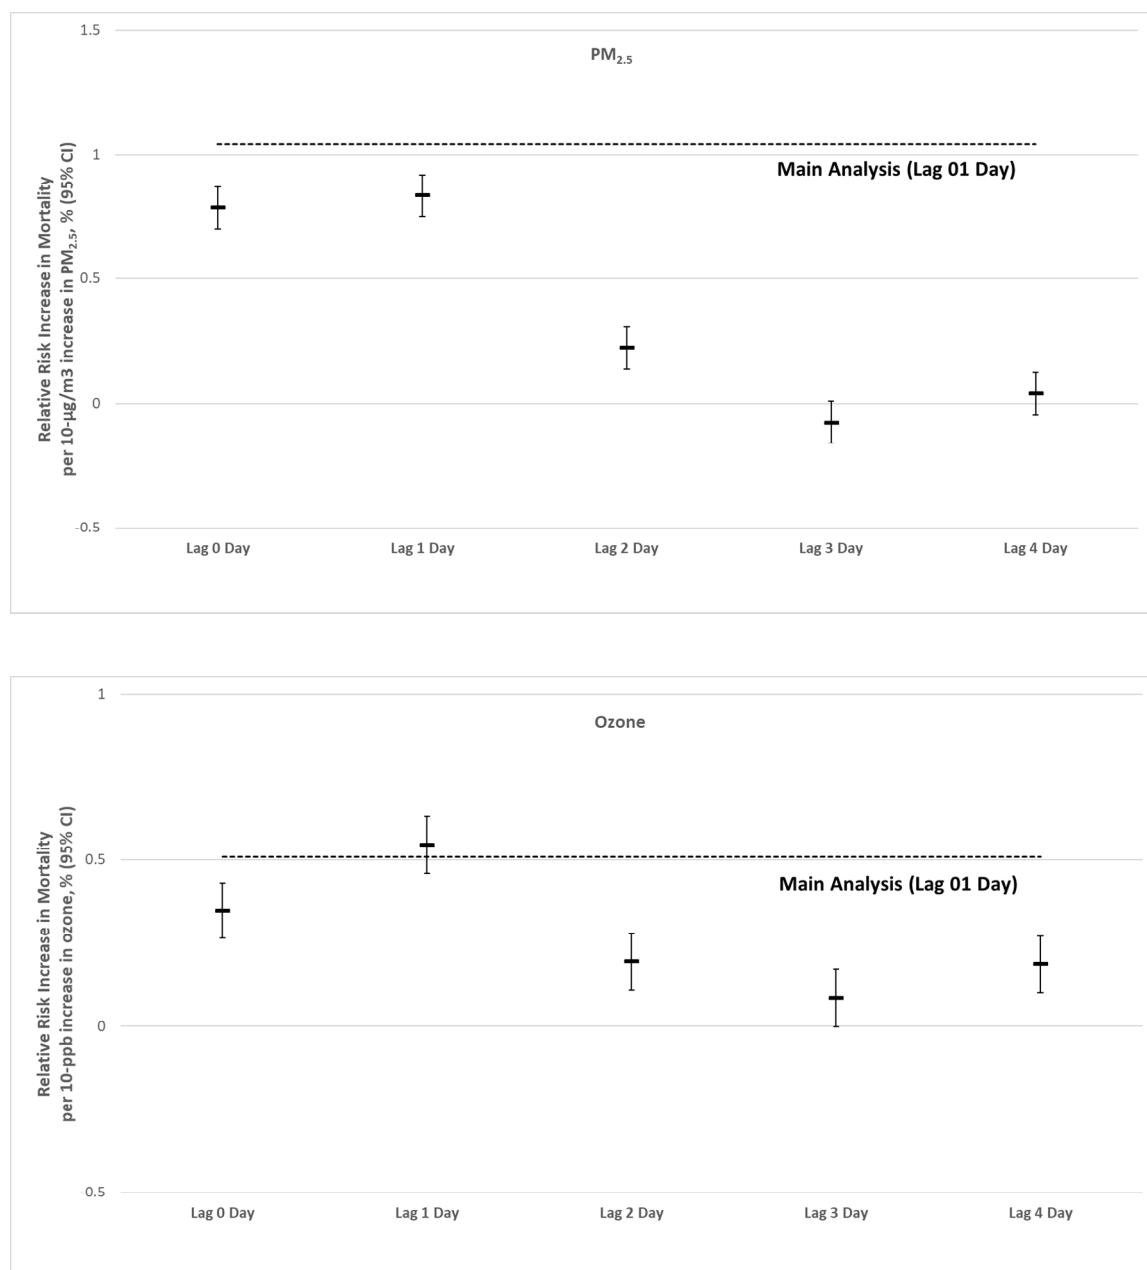 1.5
PM2.5
1
Main Analysis (Lag 01 Day)
Relative Risk Increase in Mortality
per 10-µg/m3 increase in PM2.5, % (95% CI)
0.5
0
-0.5
Lag 0 Day Lag 1 Day Lag 2 Day Lag 3 Day Lag 4 Day
1
Ozone
Relative Risk Increase in Mortality
per 10-ppb increase in ozone, % (95% CI)
0.5
Main Analysis (Lag 01 Day)
0
-0.5
Lag 0 Day Lag 1 Day Lag 2 Day Lag 3 Day Lag 4 Day